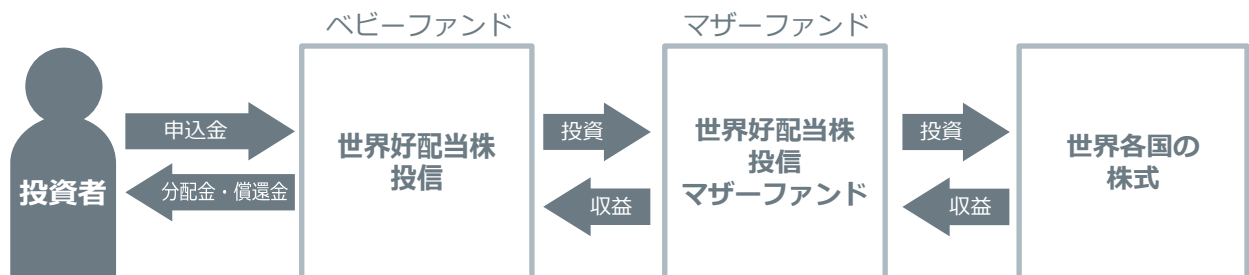 ベビーファンド
マザーファンド
投資者
申込金
分配金・償還金
世界好配当株
投信
投資
収益
世界好配当株
投信
マザーファンド
投資
収益
世界各国の
株式